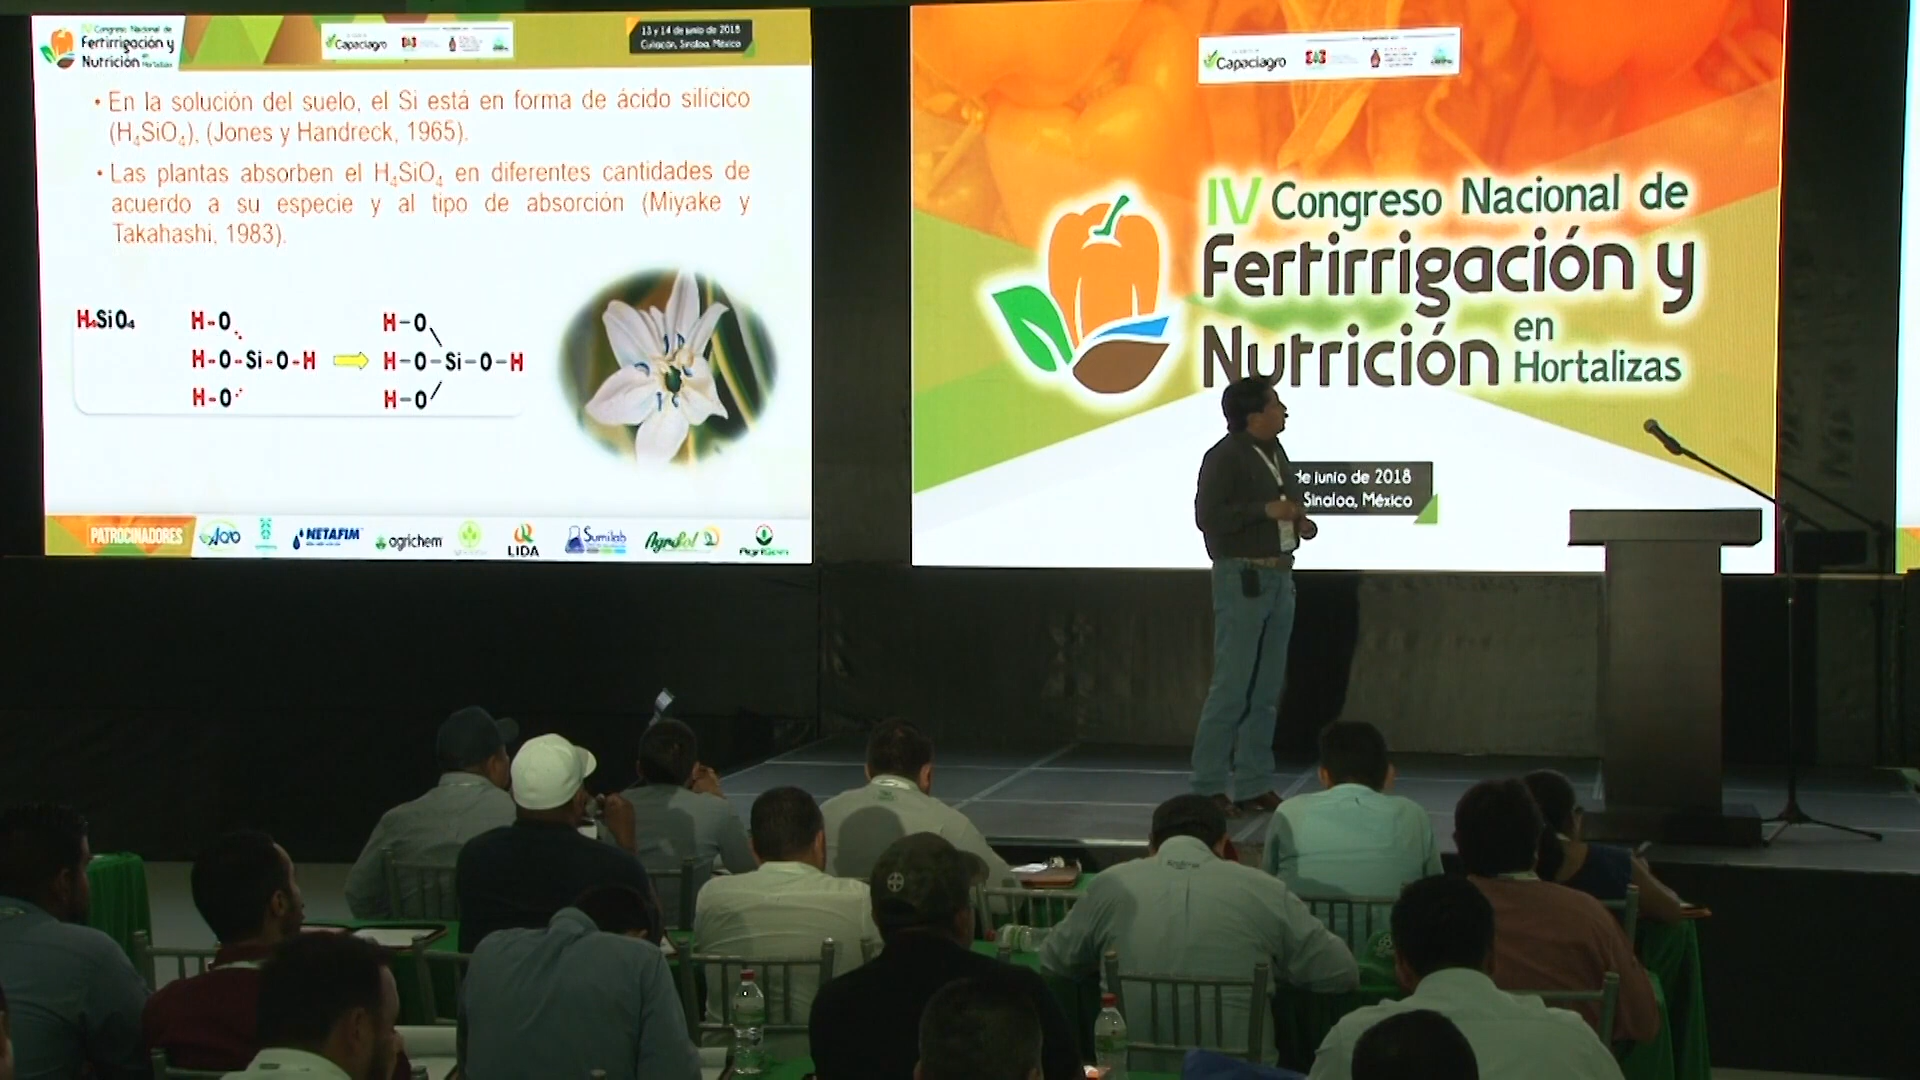 IV Congreso Nacional de
Fertirrigación y
Nutrición en Hortalizas
Capaciagro
13 y 14 de junio de 2018
Culiacán, Sinaloa, México
• En la solución del suelo, el Si está en forma de ácido silícico
(H₄SiO₄), (Jones y Handreck, 1965).
• Las plantas absorben el H₄SiO₄ en diferentes cantidades de
acuerdo a su especie y al tipo de absorción (Miyake y
Takahashi, 1983).
H₄SiO₄
H-O
H-O-Si-O-H
H-O
H-O
H-O-Si-O-H
H-O
PATROCINADORES
NETAFIM
agrichem
LIDA
Sumilab
Capaciagro
IV Congreso Nacional de
Fertirrigación y
Nutrición en
Hortalizas
de junio de 2018
Sinaloa, México